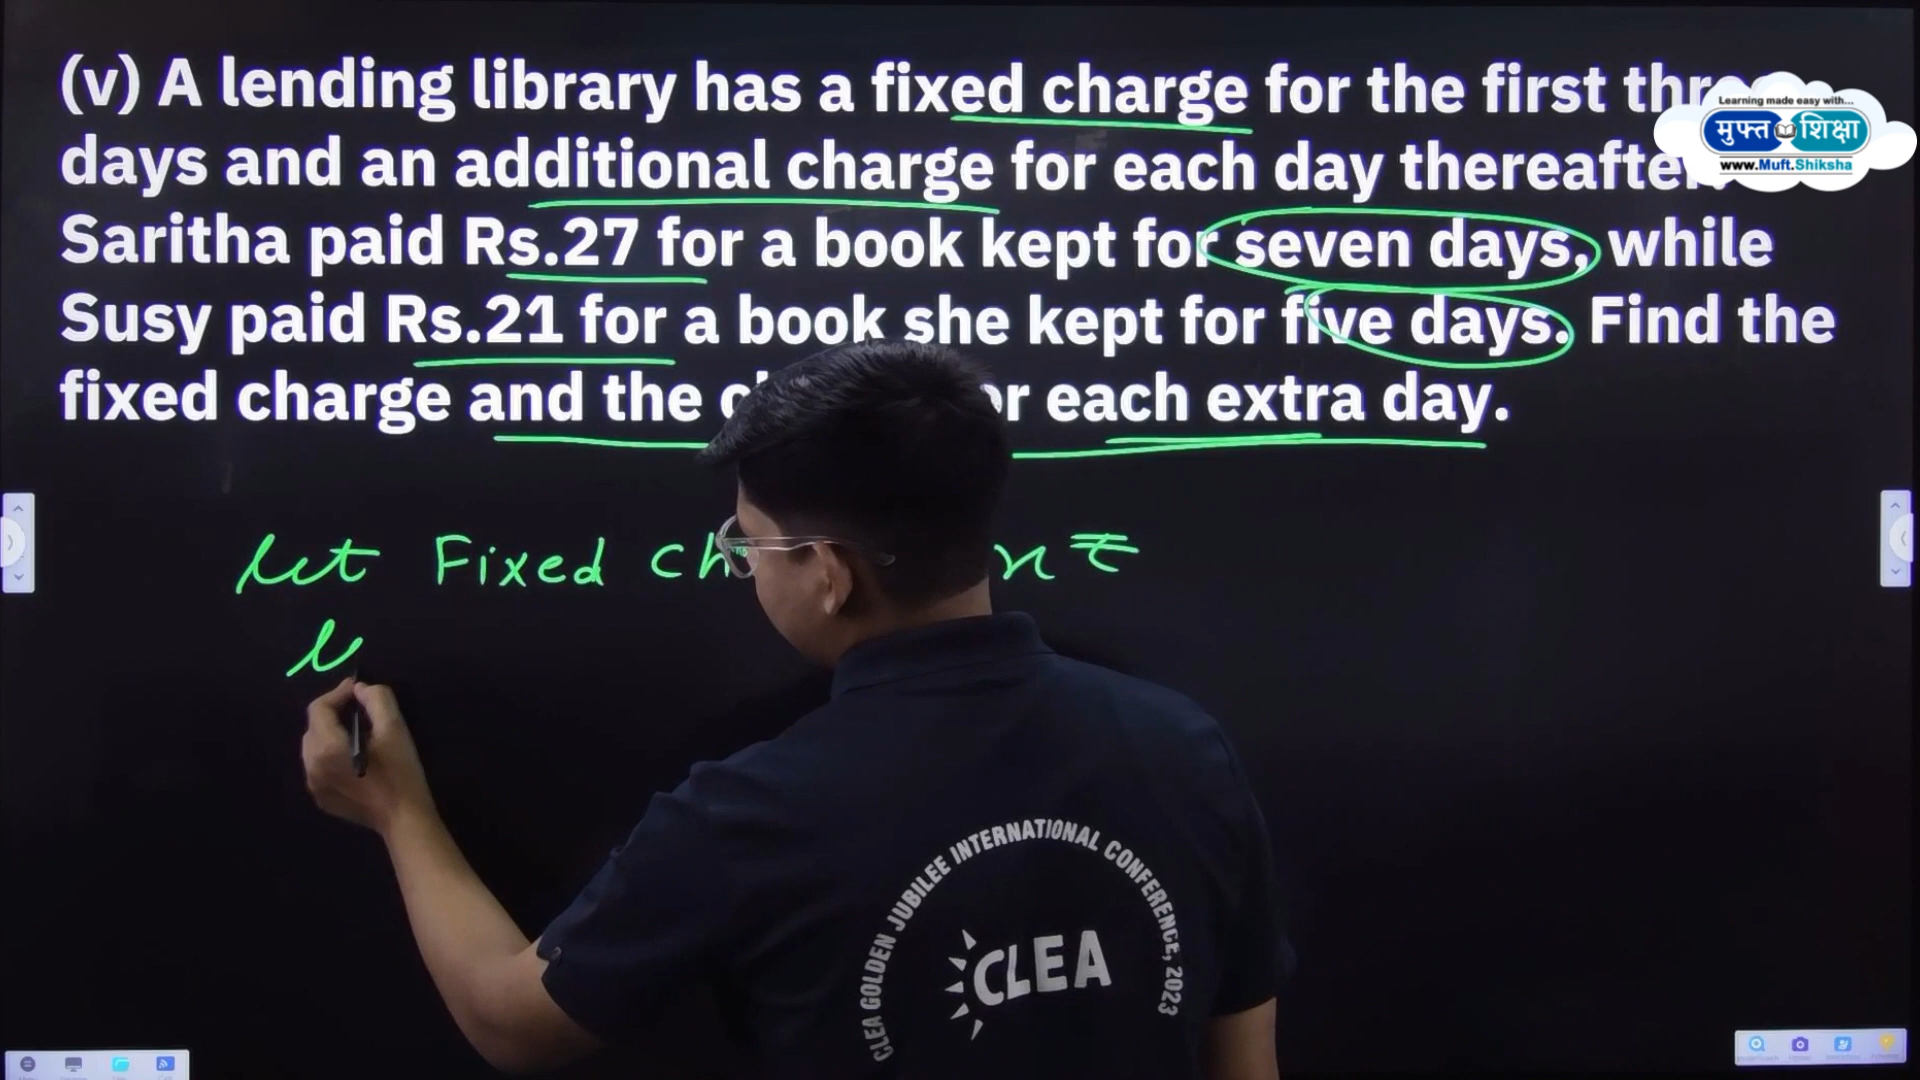 (v) A lending library has a fixed charge for the first
days and an additional charge for each day thereafter.
Saritha paid Rs.27 for a book kept for seven days, while
Susy paid Rs.21 for a book she kept for five days. Find the
fixed charge and the each extra day.
Learning made easy with...
मुफ्त शिक्षा
www.Muft.Shiksha
Let Fixed x ₹
CLEA GOLDEN JUBILEE INTERNATIONAL CONFERENCE, 2023
CLEA